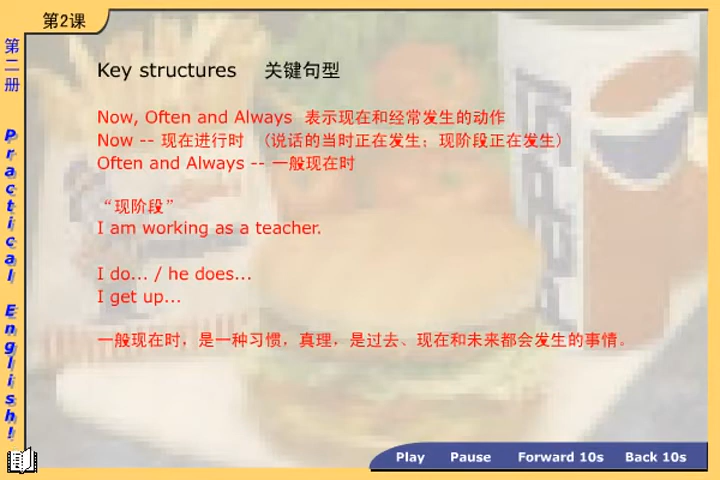 第2课
第二册 Practical English!
Key structures 关键句型
Now, Often and Always 表示现在和经常发生的动作
Now -- 现在进行时 (说话的当时正在发生；现阶段正在发生)
Often and Always -- 一般现在时
“现阶段”
I am working as a teacher.
I do... / he does...
I get up...
一般现在时，是一种习惯，真理，是过去、现在和未来都会发生的事情。
Play Pause Forward 10s Back 10s